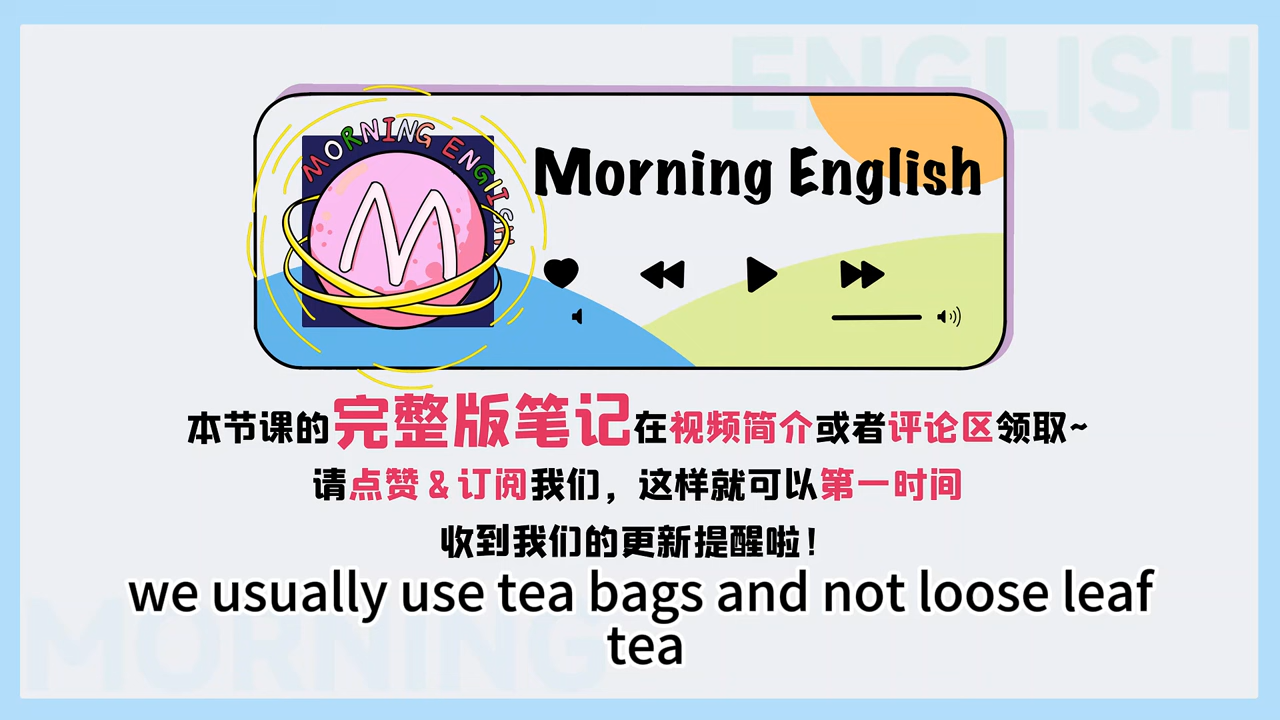 ENGLISH
MORNING ENGLISH
M
Morning English
本节课的完整版笔记在视频简介或者评论区领取~
请点赞&订阅我们，这样就可以第一时间
收到我们的更新提醒啦！
we usually use tea bags and not loose leaf
tea
MORNING